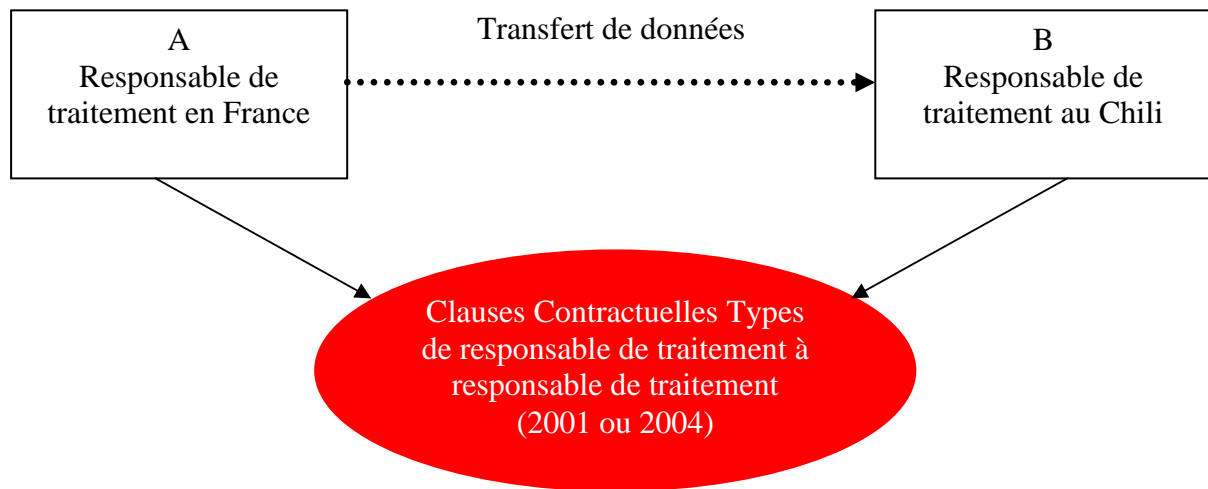 A
Responsable de
traitement en France
Transfert de données
B
Responsable de
traitement au Chili
Clauses Contractuelles Types
de responsable de traitement à
responsable de traitement
(2001 ou 2004)